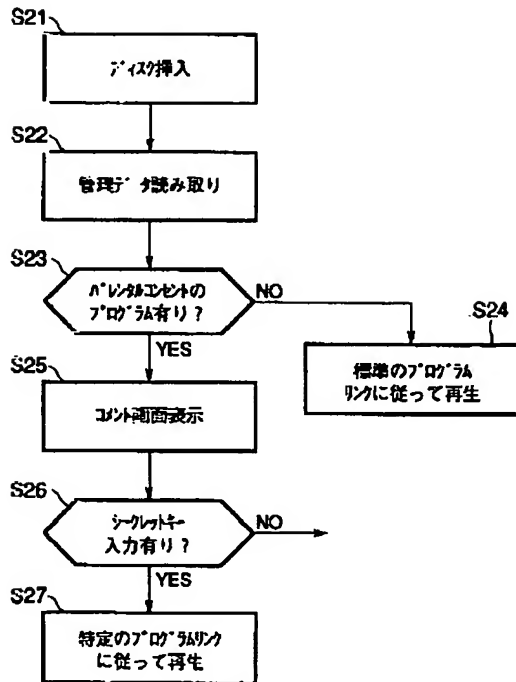 S21
ディスク挿入
S22
管理データ読み取り
S23
パレンタルコンセントの
プログラム有り?
NO
S24
YES
標準のプログラム
リンクに従って再生
S25
コメント画面表示
S26
シークレットキー
入力有り?
NO
YES
S27
特定のプログラムリンク
に従って再生